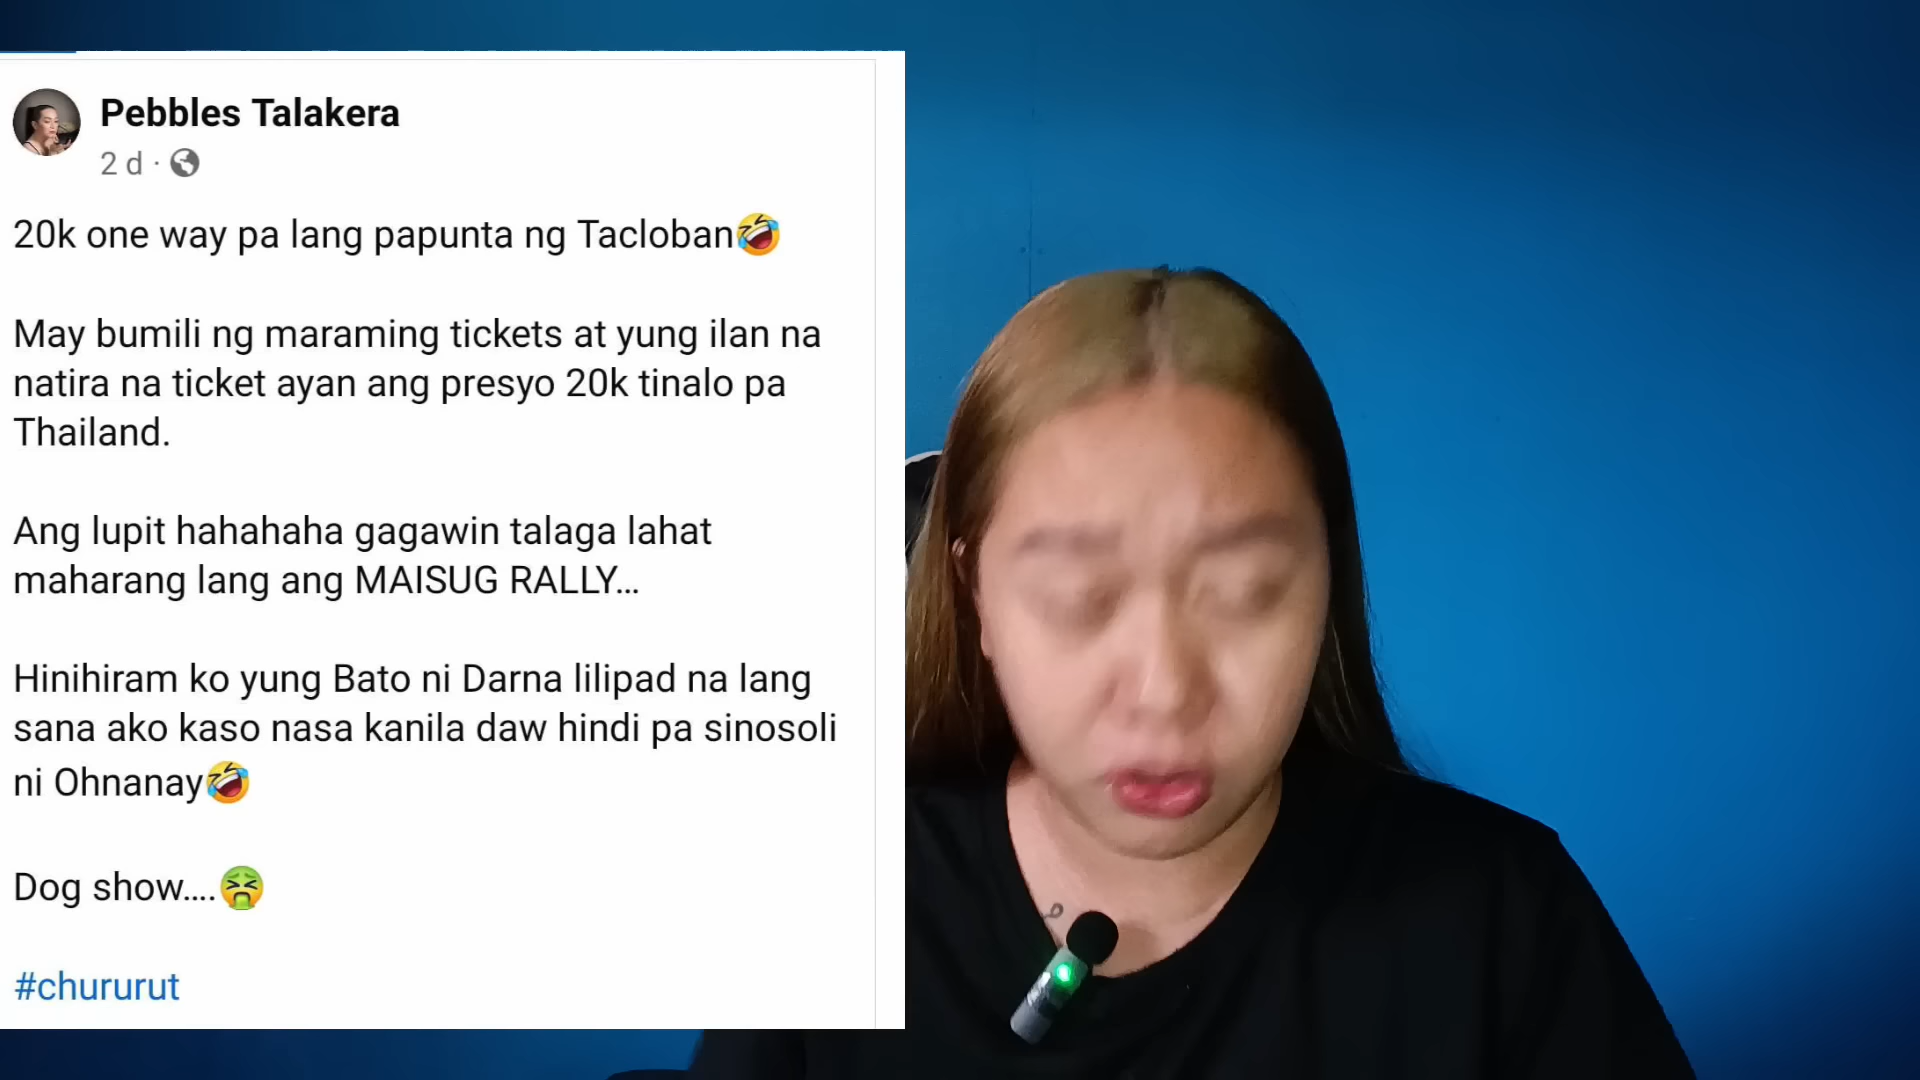 Pebbles Talakera
2 d ·
20k one way pa lang papunta ng Tacloban🤣
May bumili ng maraming tickets at yung ilan na
natira na ticket ayan ang presyo 20k tinalo pa
Thailand.
Ang lupit hahahaha gagawin talaga lahat
maharang lang ang MAISUG RALLY...
Hinihiram ko yung Bato ni Darna lilipad na lang
sana ako kaso nasa kanila daw hindi pa sinosoli
ni Ohnanay🤣
Dog show....🤮
#chururut